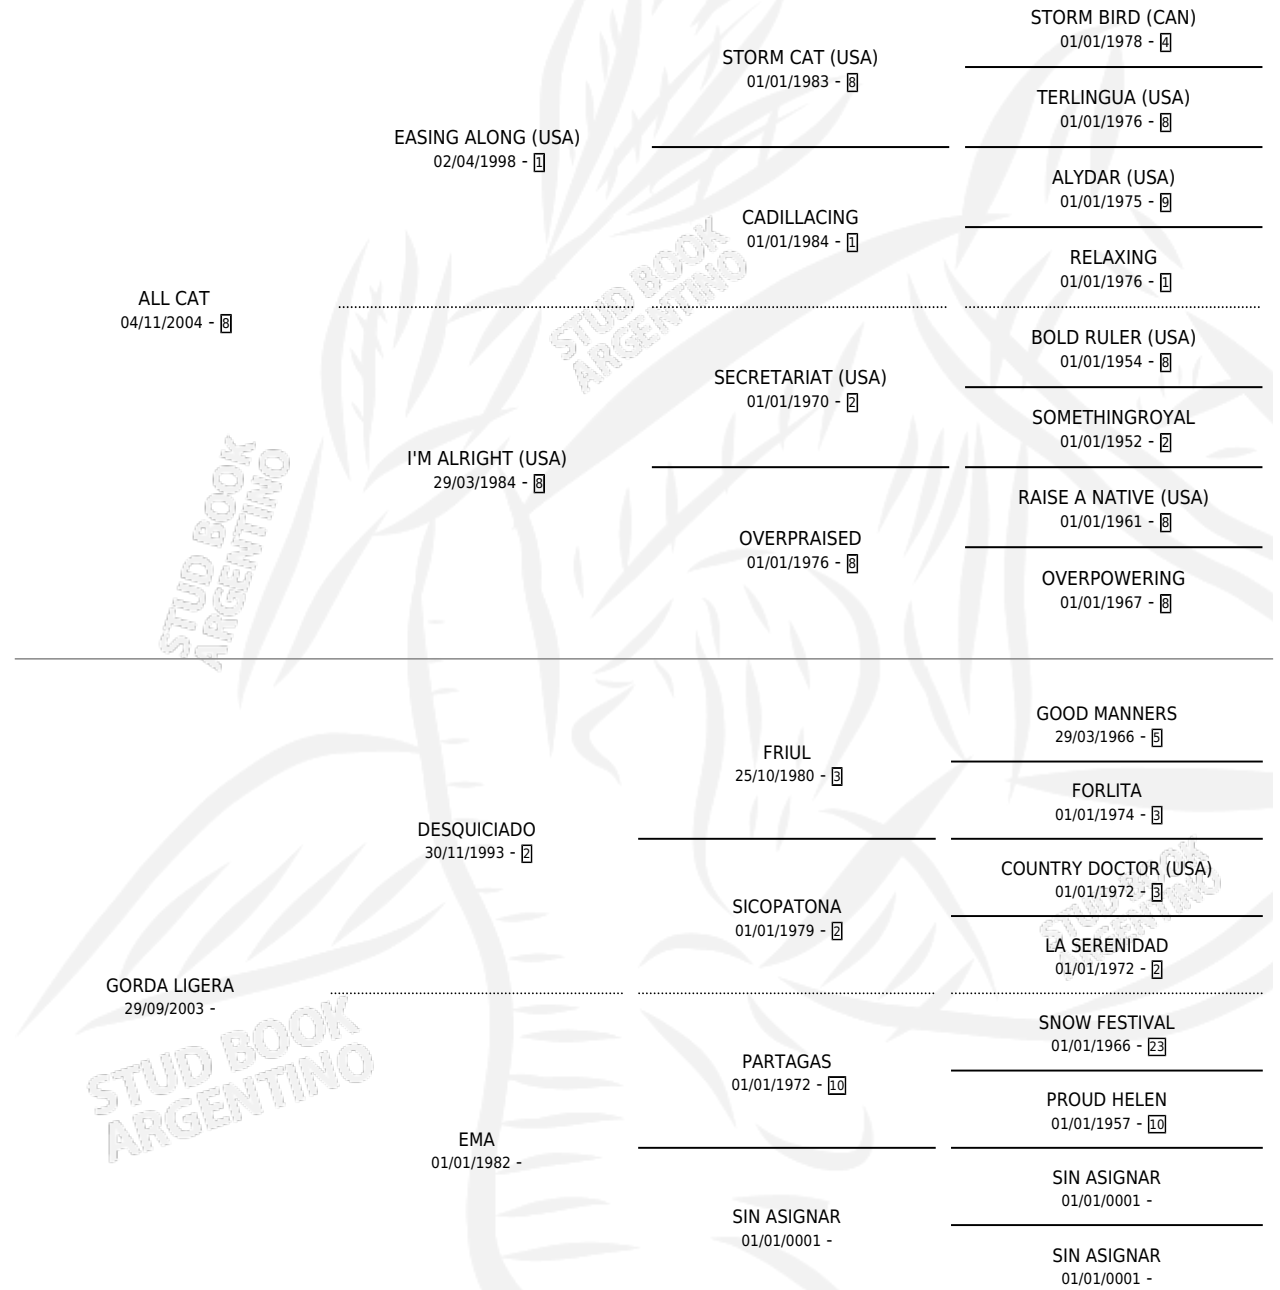 STORM BIRD (CAN)
01/01/1978 - 4
STORM CAT (USA)
01/01/1983 - 8
TERLINGUA (USA)
01/01/1976 - 8
EASING ALONG (USA)
02/04/1998 - 1
ALYDAR (USA)
01/01/1975 - 9
CADILLACING
01/01/1984 - 1
RELAXING
01/01/1976 - 1
ALL CAT
04/11/2004 - 8
BOLD RULER (USA)
01/01/1954 - 8
SECRETARIAT (USA)
01/01/1970 - 2
SOMETHINGROYAL
01/01/1952 - 2
I'M ALRIGHT (USA)
29/03/1984 - 8
RAISE A NATIVE (USA)
01/01/1961 - 8
OVERPRAISED
01/01/1976 - 8
OVERPOWERING
01/01/1967 - 8
GOOD MANNERS
29/03/1966 - 5
FRIUL
25/10/1980 - 3
FORLITA
01/01/1974 - 3
DESQUICIADO
30/11/1993 - 2
COUNTRY DOCTOR (USA)
01/01/1972 - 3
SICOPATONA
01/01/1979 - 2
LA SERENIDAD
01/01/1972 - 2
GORDA LIGERA
29/09/2003 -
SNOW FESTIVAL
01/01/1966 - 23
PARTAGAS
01/01/1972 - 10
PROUD HELEN
01/01/1957 - 10
EMA
01/01/1982 -
SIN ASIGNAR
01/01/0001 -
SIN ASIGNAR
01/01/0001 -
SIN ASIGNAR
01/01/0001 -
STUD BOOK
ARGENTINO
STUD BOOK
ARGENTINO
STUD BOOK
ARGENTINO
STUD BOOK
ARGENTINO